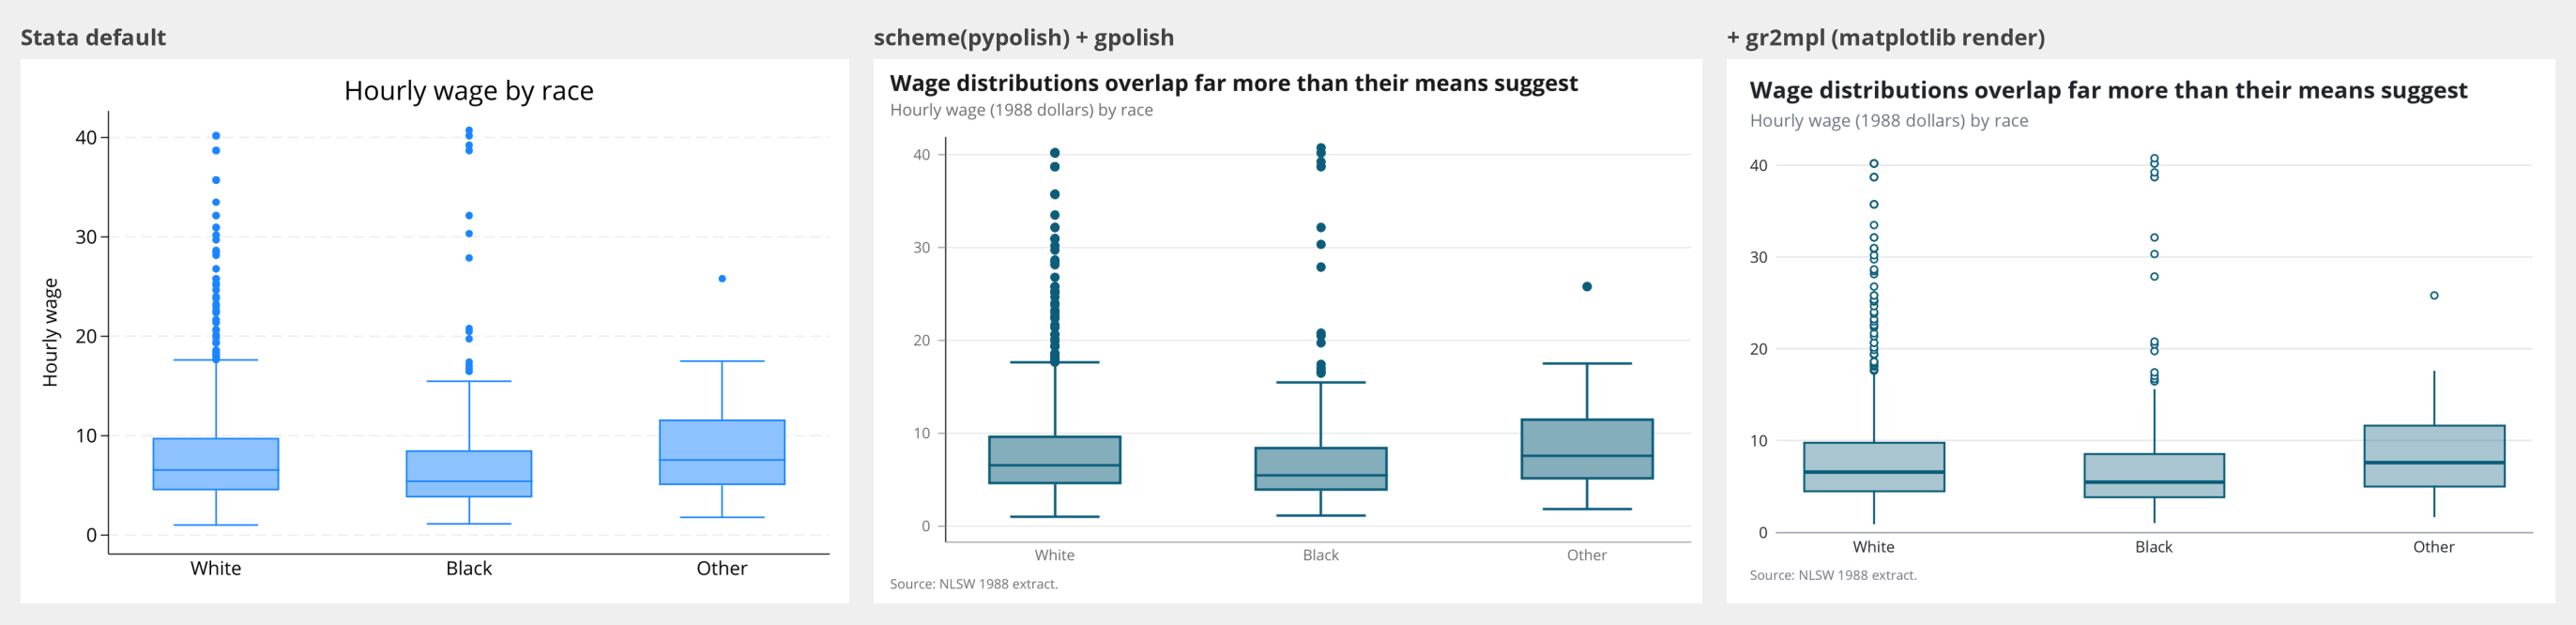 Stata default
Hourly wage by race
Hourly wage
40
30
20
10
0
White Black Other
scheme(pypolish) + gpolish
Wage distributions overlap far more than their means suggest
Hourly wage (1988 dollars) by race
40
30
20
10
0
White Black Other
Source: NLSW 1988 extract.
+ gr2mpl (matplotlib render)
Wage distributions overlap far more than their means suggest
Hourly wage (1988 dollars) by race
40
30
20
10
0
White Black Other
Source: NLSW 1988 extract.